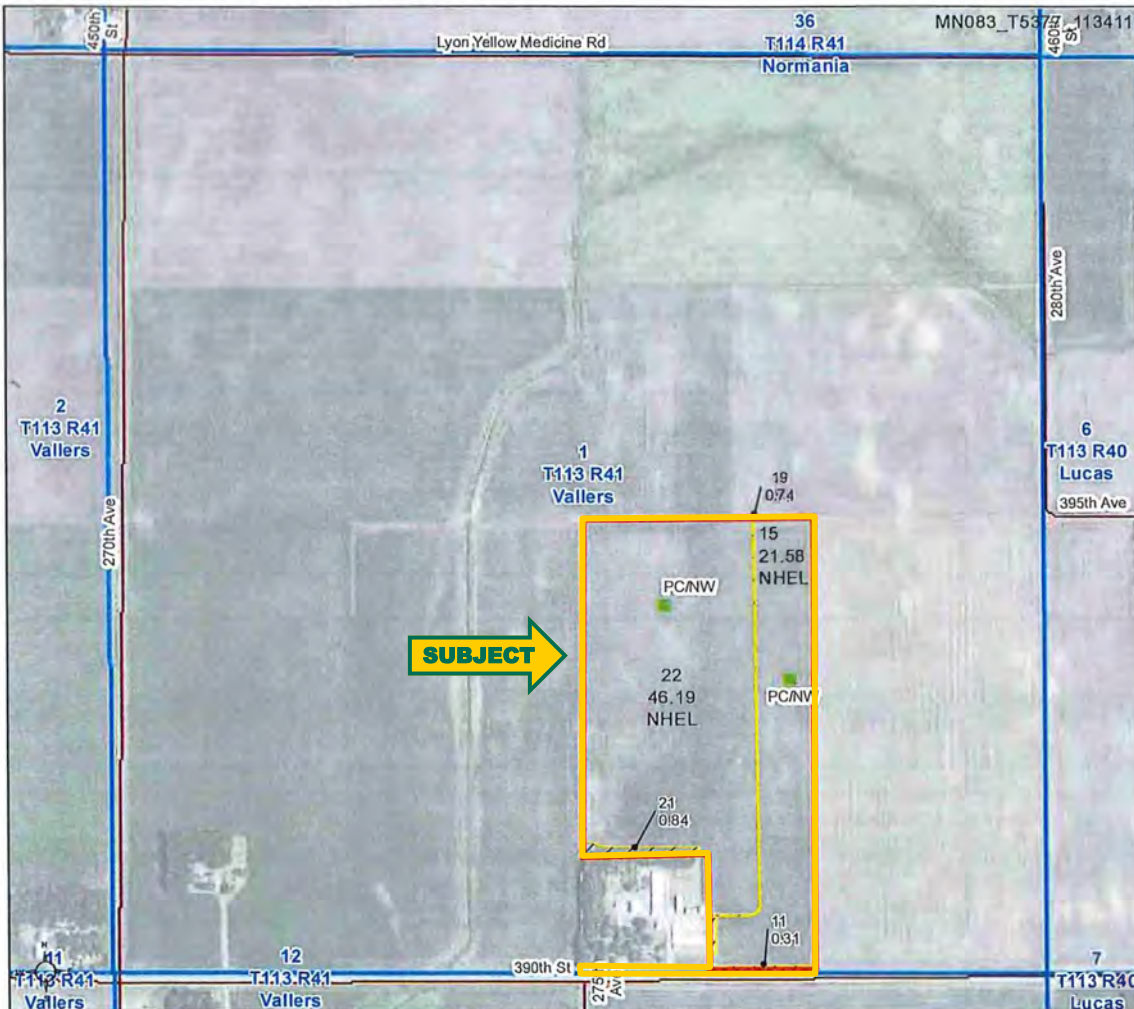 36
MN083_T5377_113411
450th
St
Lyon Yellow Medicine Rd
T114 R41
Normania
460th
St
280th Ave
2
T113 R41
Vallers
1
T113 R41
Vallers
6
T113 R40
Lucas
395th Ave
270th Ave
19
0.74
15
21.58
NHEL
PC/NW
SUBJECT
22
46.19
NHEL
PC/NW
21
0.84
11
0.31
N
11
T113 R41
Vallers
12
T113 R41
Vallers
390th St
Ave
7
T113 R40
Lucas